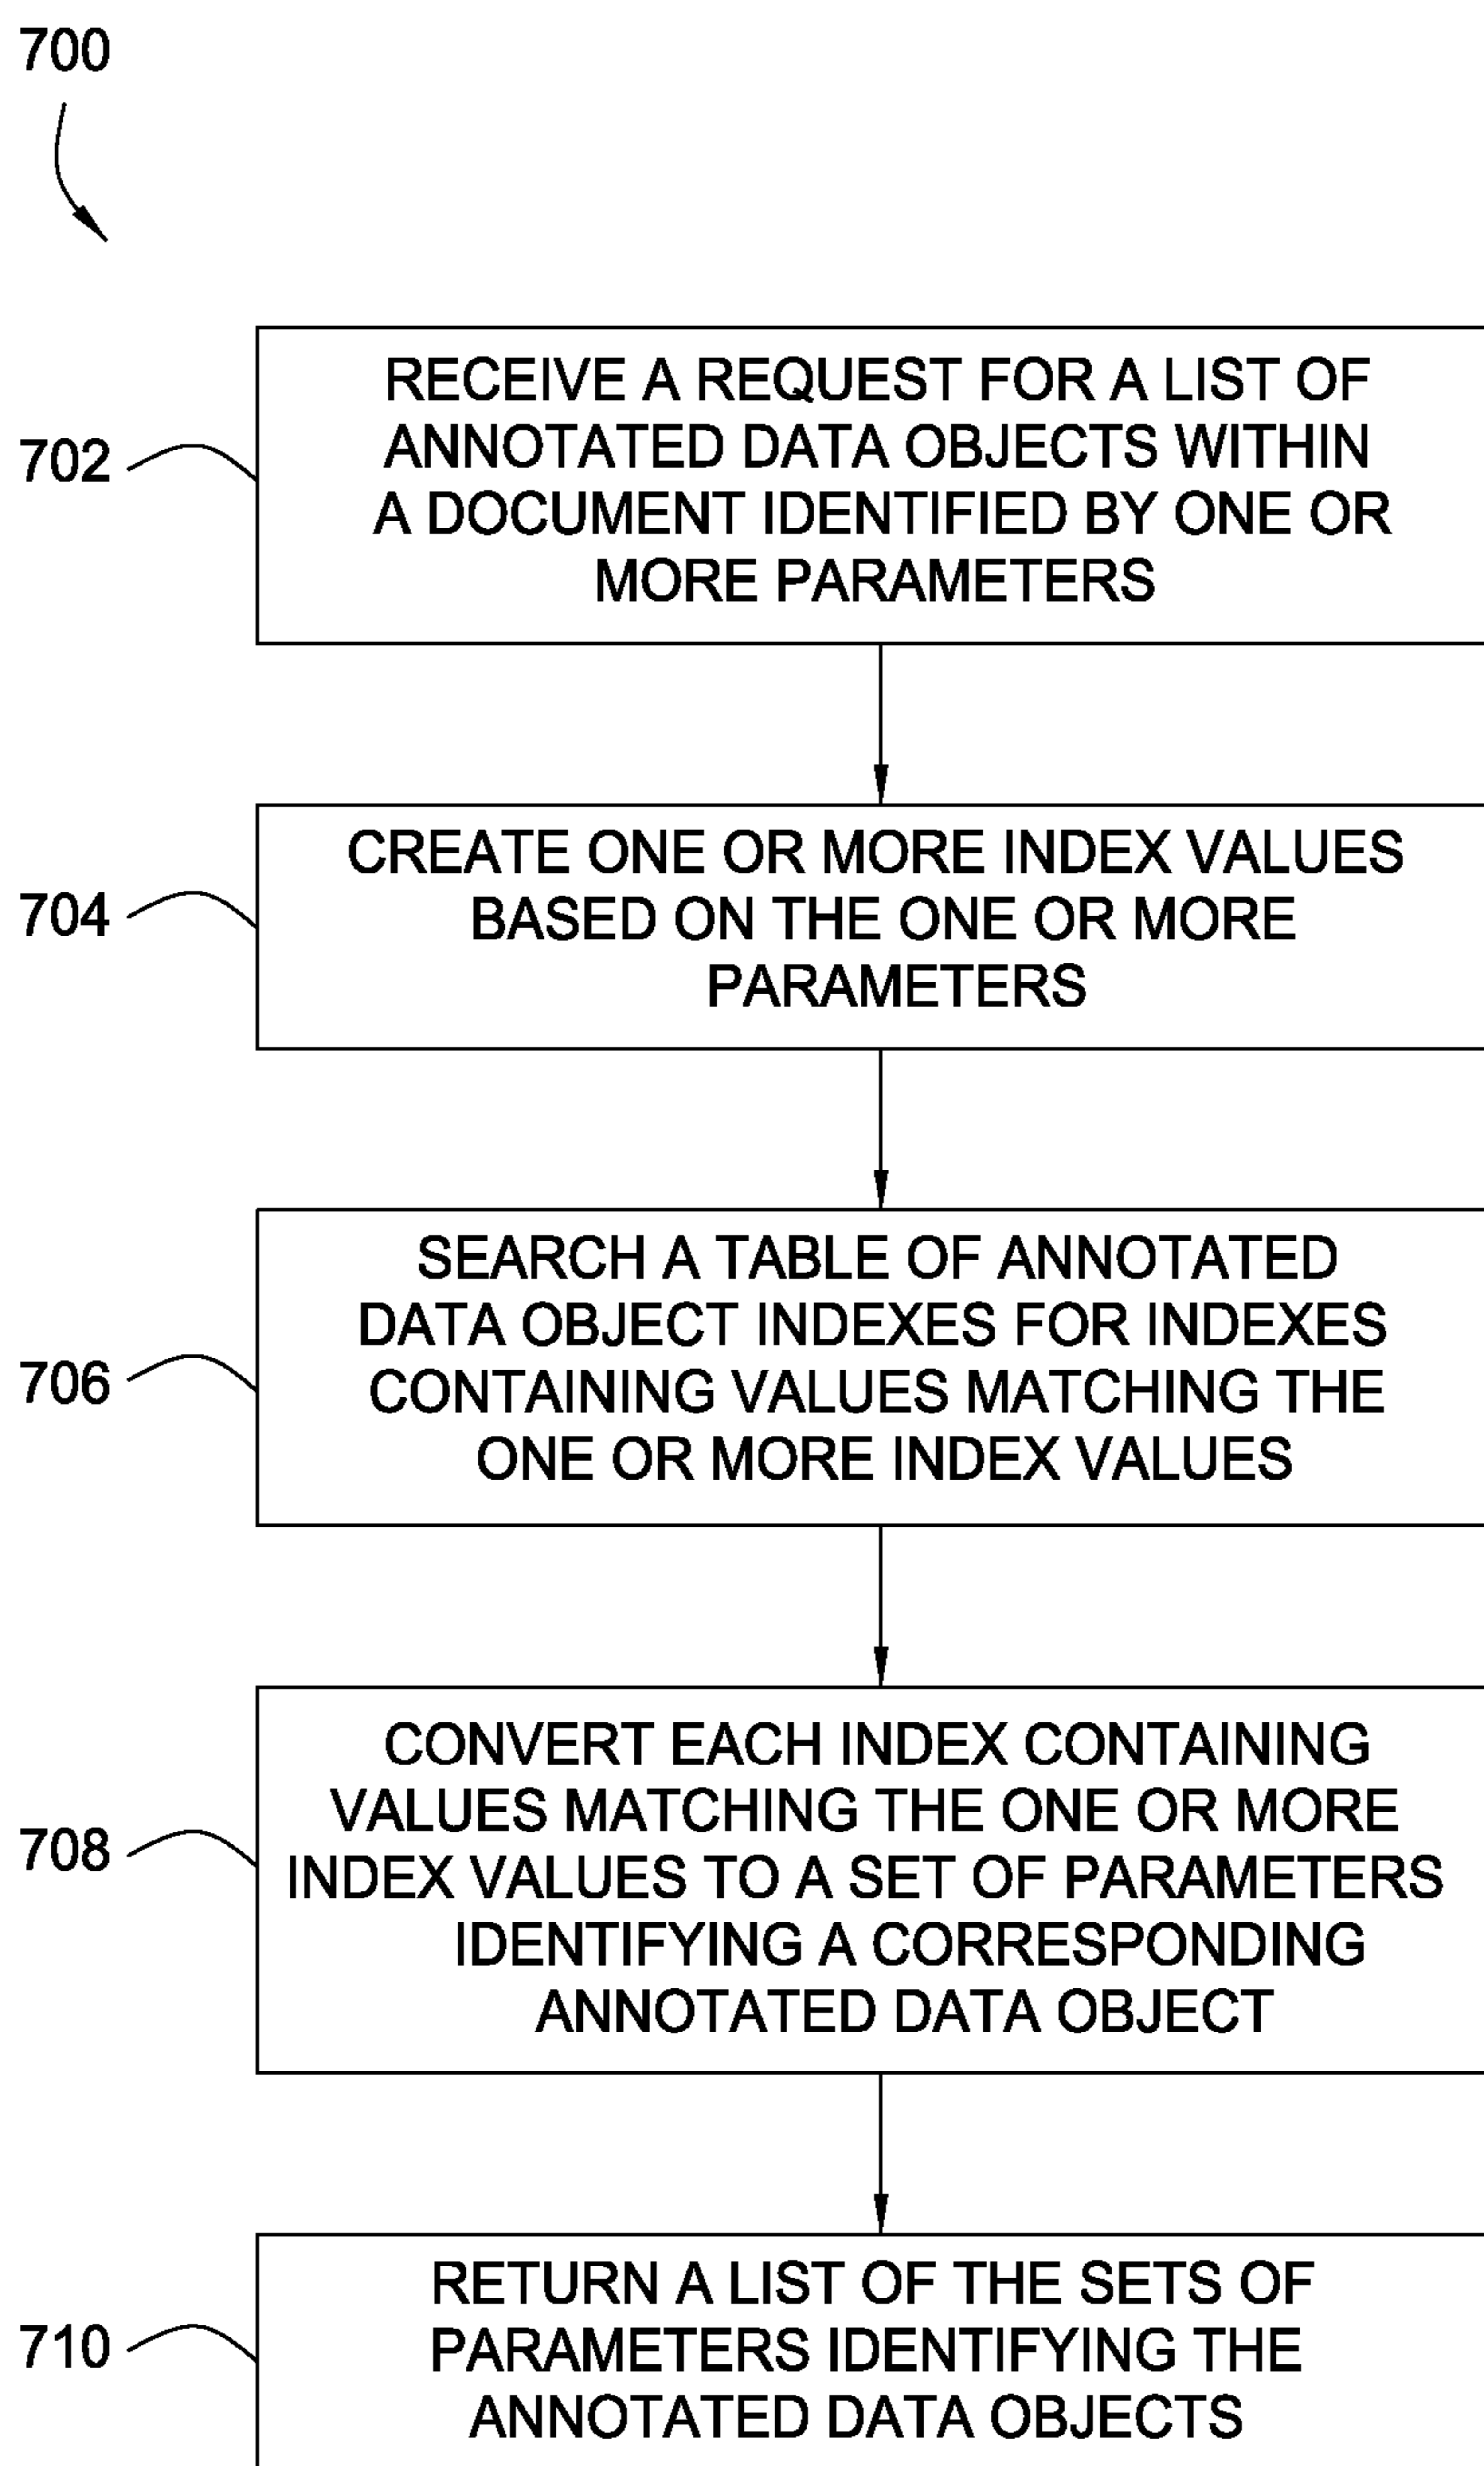 700
702
RECEIVE A REQUEST FOR A LIST OF
ANNOTATED DATA OBJECTS WITHIN
A DOCUMENT IDENTIFIED BY ONE OR
MORE PARAMETERS
704
CREATE ONE OR MORE INDEX VALUES
BASED ON THE ONE OR MORE
PARAMETERS
706
SEARCH A TABLE OF ANNOTATED
DATA OBJECT INDEXES FOR INDEXES
CONTAINING VALUES MATCHING THE
ONE OR MORE INDEX VALUES
708
CONVERT EACH INDEX CONTAINING
VALUES MATCHING THE ONE OR MORE
INDEX VALUES TO A SET OF PARAMETERS
IDENTIFYING A CORRESPONDING
ANNOTATED DATA OBJECT
710
RETURN A LIST OF THE SETS OF
PARAMETERS IDENTIFYING THE
ANNOTATED DATA OBJECTS